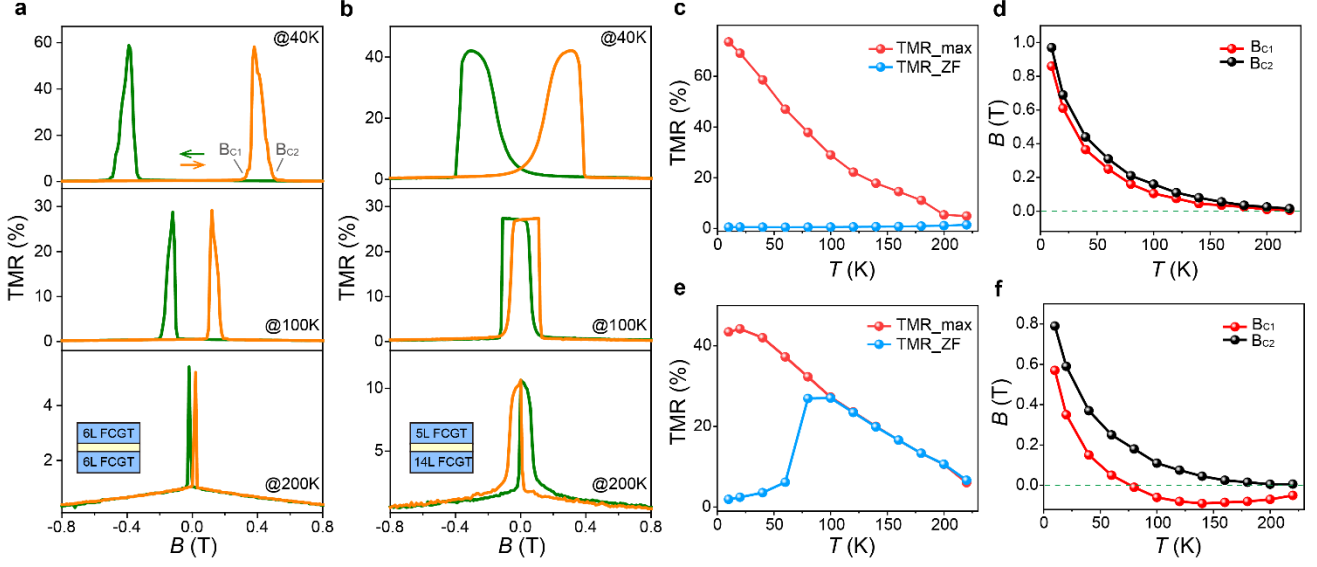 a
TMR (%)
@40K
60
40
20
0
B_C1
B_C2
@100K
30
20
10
0
@200K
4
2
6L FCGT
6L FCGT
-0.8 -0.4 0.0 0.4 0.8
B (T)
b
TMR (%)
@40K
60
40
20
0
@100K
30
20
10
0
@200K
10
5
5L FCGT
14L FCGT
-0.8 -0.4 0.0 0.4 0.8
B (T)
c
TMR (%)
60
40
20
0
TMR_max
TMR_ZF
0 50 100 150 200
T (K)
d
B (T)
1.0
0.8
0.6
0.4
0.2
0.0
B_C1
B_C2
0 50 100 150 200
T (K)
e
TMR (%)
60
40
20
0
TMR_max
TMR_ZF
0 50 100 150 200
T (K)
f
B (T)
0.8
0.6
0.4
0.2
0.0
B_C1
B_C2
0 50 100 150 200
T (K)